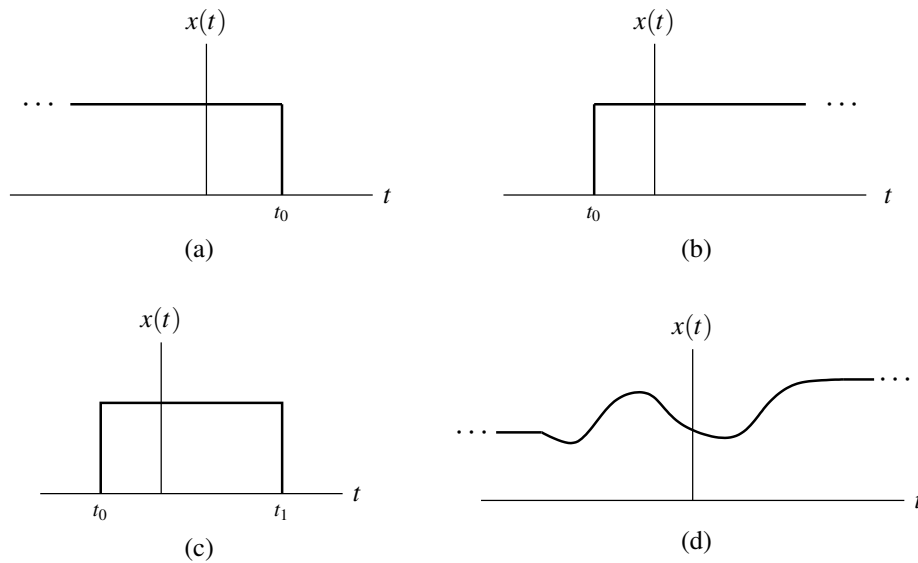 x(t)
. . .
t
t0
(a)
x(t)
. . .
t
t0
(b)
x(t)
t
t0
t1
(c)
x(t)
. . .
. . .
t
(d)